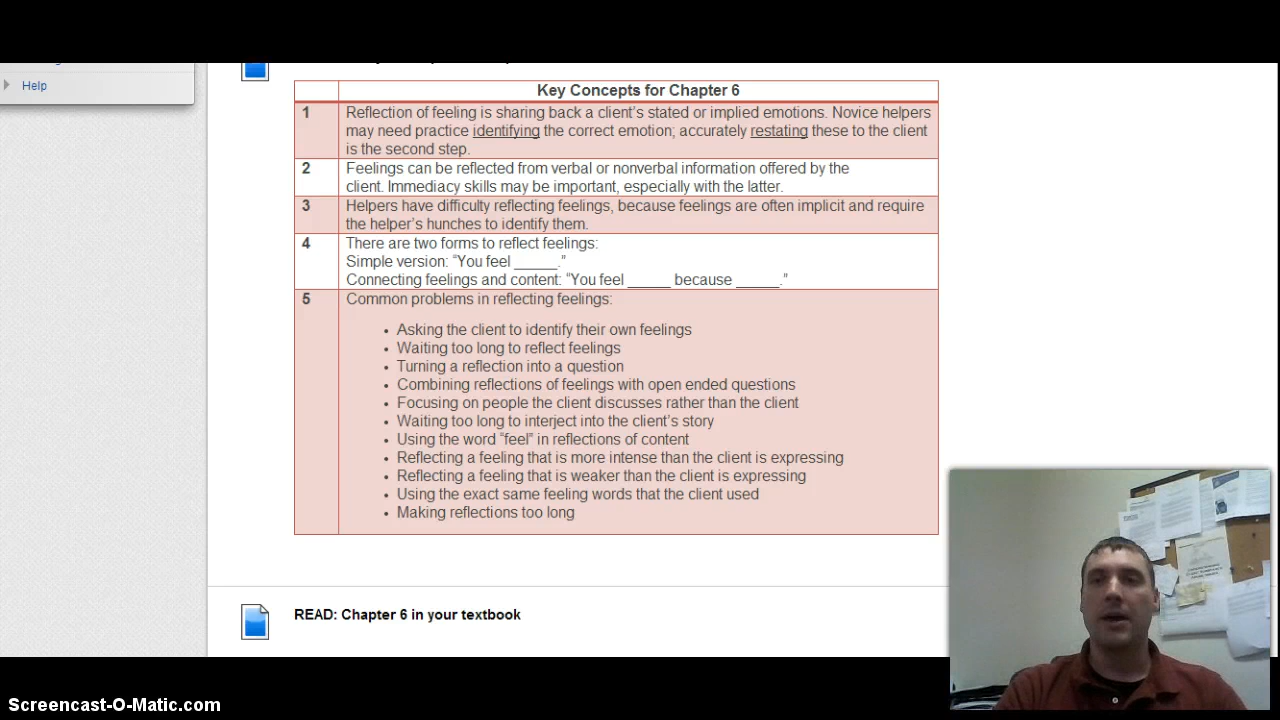 Help
Key Concepts for Chapter 6
1
Reflection of feeling is sharing back a client's stated or implied emotions. Novice helpers
may need practice identifying the correct emotion; accurately restating these to the client
is the second step.
2
Feelings can be reflected from verbal or nonverbal information offered by the
client. Immediacy skills may be important, especially with the latter.
3
Helpers have difficulty reflecting feelings, because feelings are often implicit and require
the helper's hunches to identify them.
4
There are two forms to reflect feelings:
Simple version: “You feel _____.”
Connecting feelings and content: “You feel _____ because _____.”
5
Common problems in reflecting feelings:
• Asking the client to identify their own feelings
• Waiting too long to reflect feelings
• Turning a reflection into a question
• Combining reflections of feelings with open ended questions
• Focusing on people the client discusses rather than the client
• Waiting too long to interject into the client's story
• Using the word “feel” in reflections of content
• Reflecting a feeling that is more intense than the client is expressing
• Reflecting a feeling that is weaker than the client is expressing
• Using the exact same feeling words that the client used
• Making reflections too long
READ: Chapter 6 in your textbook
Screencast-O-Matic.com